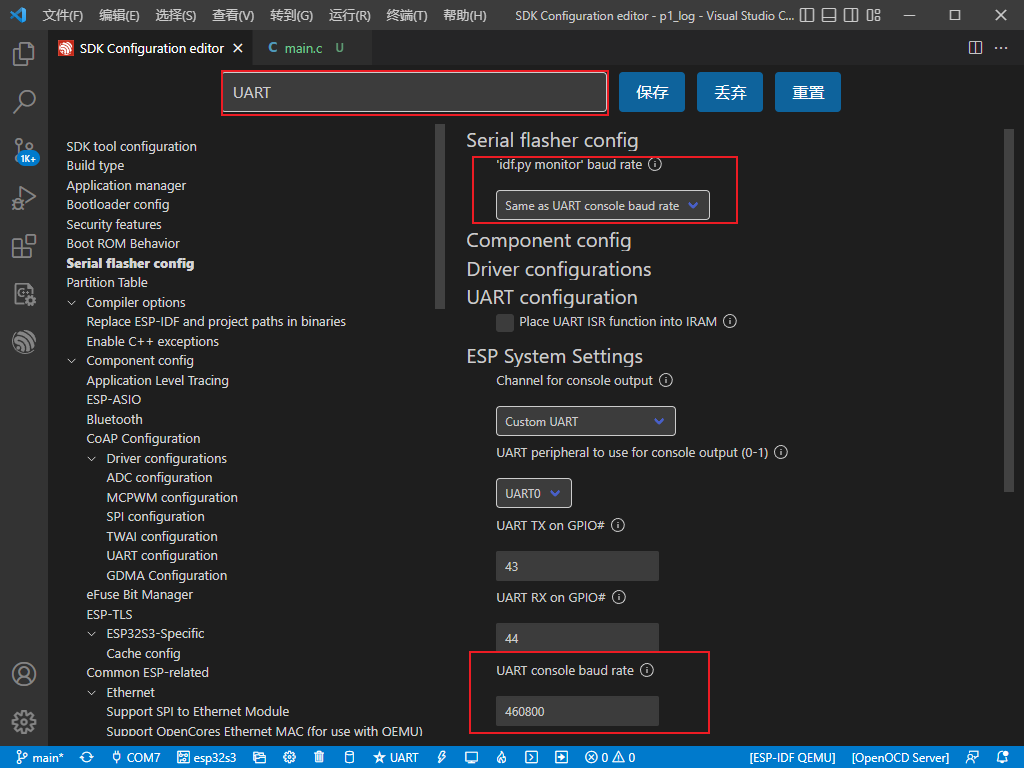 文件(F) 编辑(E) 选择(S) 查看(V) 转到(G) 运行(R) 终端(T) 帮助(H) SDK Configuration editor - p1_log - Visual Studio C...
SDK Configuration editor
C main.c U
UART
保存
丢弃
重置
SDK tool configuration
Build type
Application manager
Bootloader config
Security features
Boot ROM Behavior
Serial flasher config
Partition Table
Compiler options
Replace ESP-IDF and project paths in binaries
Enable C++ exceptions
Component config
Application Level Tracing
ESP-ASIO
Bluetooth
CoAP Configuration
Driver configurations
ADC configuration
MCPWM configuration
SPI configuration
TWAI configuration
UART configuration
GDMA Configuration
eFuse Bit Manager
ESP-TLS
ESP32S3-Specific
Cache config
Common ESP-related
Ethernet
Support SPI to Ethernet Module
Support OpenCores Ethernet MAC (for use with QEMU)
Serial flasher config
'idf.py monitor' baud rate
Same as UART console baud rate
Component config
Driver configurations
UART configuration
Place UART ISR function into IRAM
ESP System Settings
Channel for console output
Custom UART
UART peripheral to use for console output (0-1)
UART0
UART TX on GPIO#
43
UART RX on GPIO#
44
UART console baud rate
460800
1K+
main* COM7 esp32s3 UART 0 0 [ESP-IDF QEMU] [OpenOCD Server]